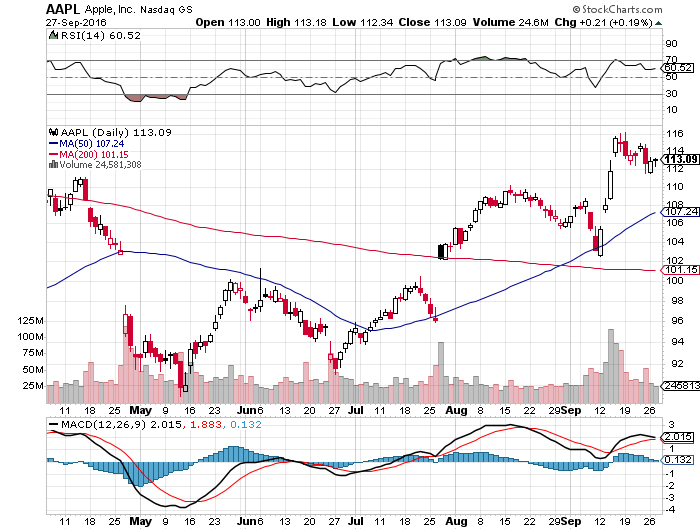 AAPL Apple, Inc. Nasdaq GS © StockCharts.com
27-Sep-2016 Open 113.00 High 113.18 Low 112.34 Close 113.09 Volume 24.6M Chg +0.21 (+0.19%)
RSI(14) 60.52
90
70
60.52
50
30
10
AAPL (Daily) 113.09
MA(50) 107.24
MA(200) 101.15
Volume 24,581,308
116
114
113.09
112
110
108
107.24
106
104
102
101.15
100
98
96
94
92
125M
100M
75M
50M
25M
245813
11 18 25 May 9 16 23 Jun 6 13 20 27 Jul 11 18 25 Aug 8 15 22 29 Sep 12 19 26
MACD(12,26,9) 2.015, 1.883, 0.132
3
2.015
1
0.132
-1
-2
-3
-4
11 18 25 May 9 16 23 Jun 6 13 20 27 Jul 11 18 25 Aug 8 15 22 29 Sep 12 19 26